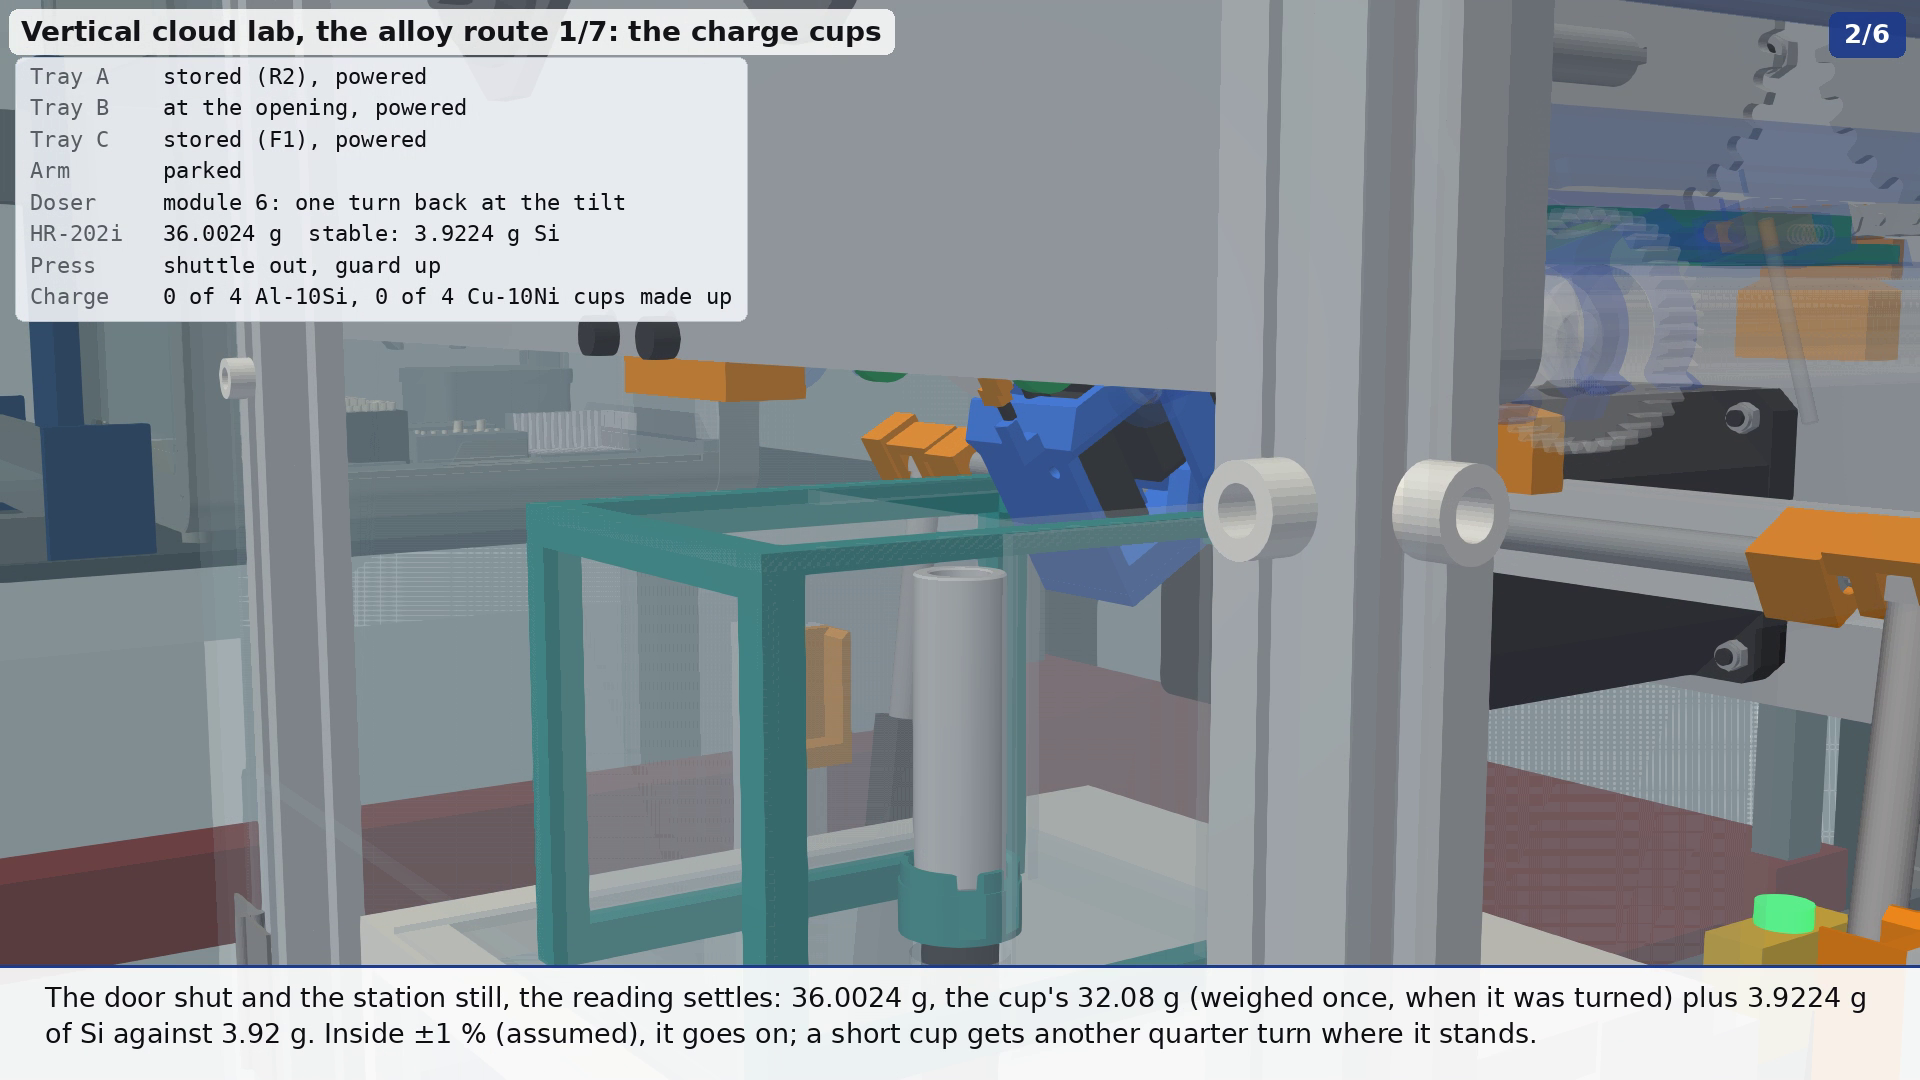 Vertical cloud lab, the alloy route 1/7: the charge cups
2/6
Tray A stored (R2), powered
Tray B at the opening, powered
Tray C stored (F1), powered
Arm parked
Doser module 6: one turn back at the tilt
HR-202i 36.0024 g stable: 3.9224 g Si
Press shuttle out, guard up
Charge 0 of 4 Al-10Si, 0 of 4 Cu-10Ni cups made up
The door shut and the station still, the reading settles: 36.0024 g, the cup's 32.08 g (weighed once, when it was turned) plus 3.9224 g
of Si against 3.92 g. Inside ±1 % (assumed), it goes on; a short cup gets another quarter turn where it stands.